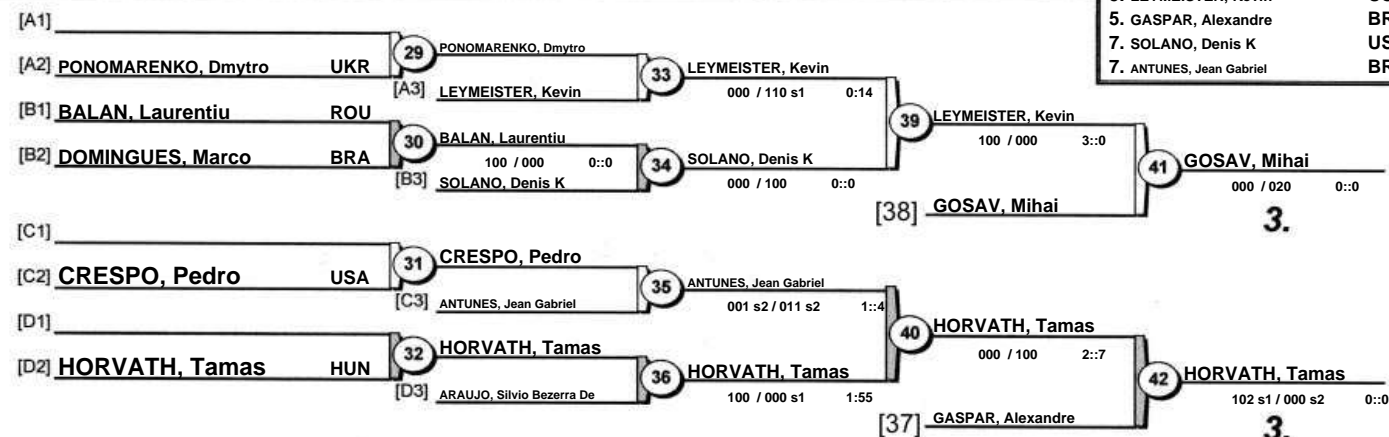 [A1]
5. GASPAR, Alexandre BR
7. SOLANO, Denis K US
7. ANTUNES, Jean Gabriel BR
29 PONOMARENKO, Dmytro
[A2] PONOMARENKO, Dmytro UKR
33 LEYMEISTER, Kevin
[A3] LEYMEISTER, Kevin
000 / 110 s1 0:14
[B1] BALAN, Laurentiu ROU
39 LEYMEISTER, Kevin
30 BALAN, Laurentiu
100 / 000 3::0
[B2] DOMINGUES, Marco BRA
100 / 000 0::0
34 SOLANO, Denis K
41 GOSAV, Mihai
[B3] SOLANO, Denis K
000 / 100 0::0
000 / 020 0::0
[38] GOSAV, Mihai
3.
[C1]
31 CRESPO, Pedro
[C2] CRESPO, Pedro USA
35 ANTUNES, Jean Gabriel
[C3] ANTUNES, Jean Gabriel
001 s2 / 011 s2 1::4
[D1]
40 HORVATH, Tamas
32 HORVATH, Tamas
000 / 100 2::7
[D2] HORVATH, Tamas HUN
36 HORVATH, Tamas
42 HORVATH, Tamas
[D3] ARAUJO, Silvio Bezerra De
100 / 000 s1 1:55
102 s1 / 000 s2 0::0
[37] GASPAR, Alexandre
3.